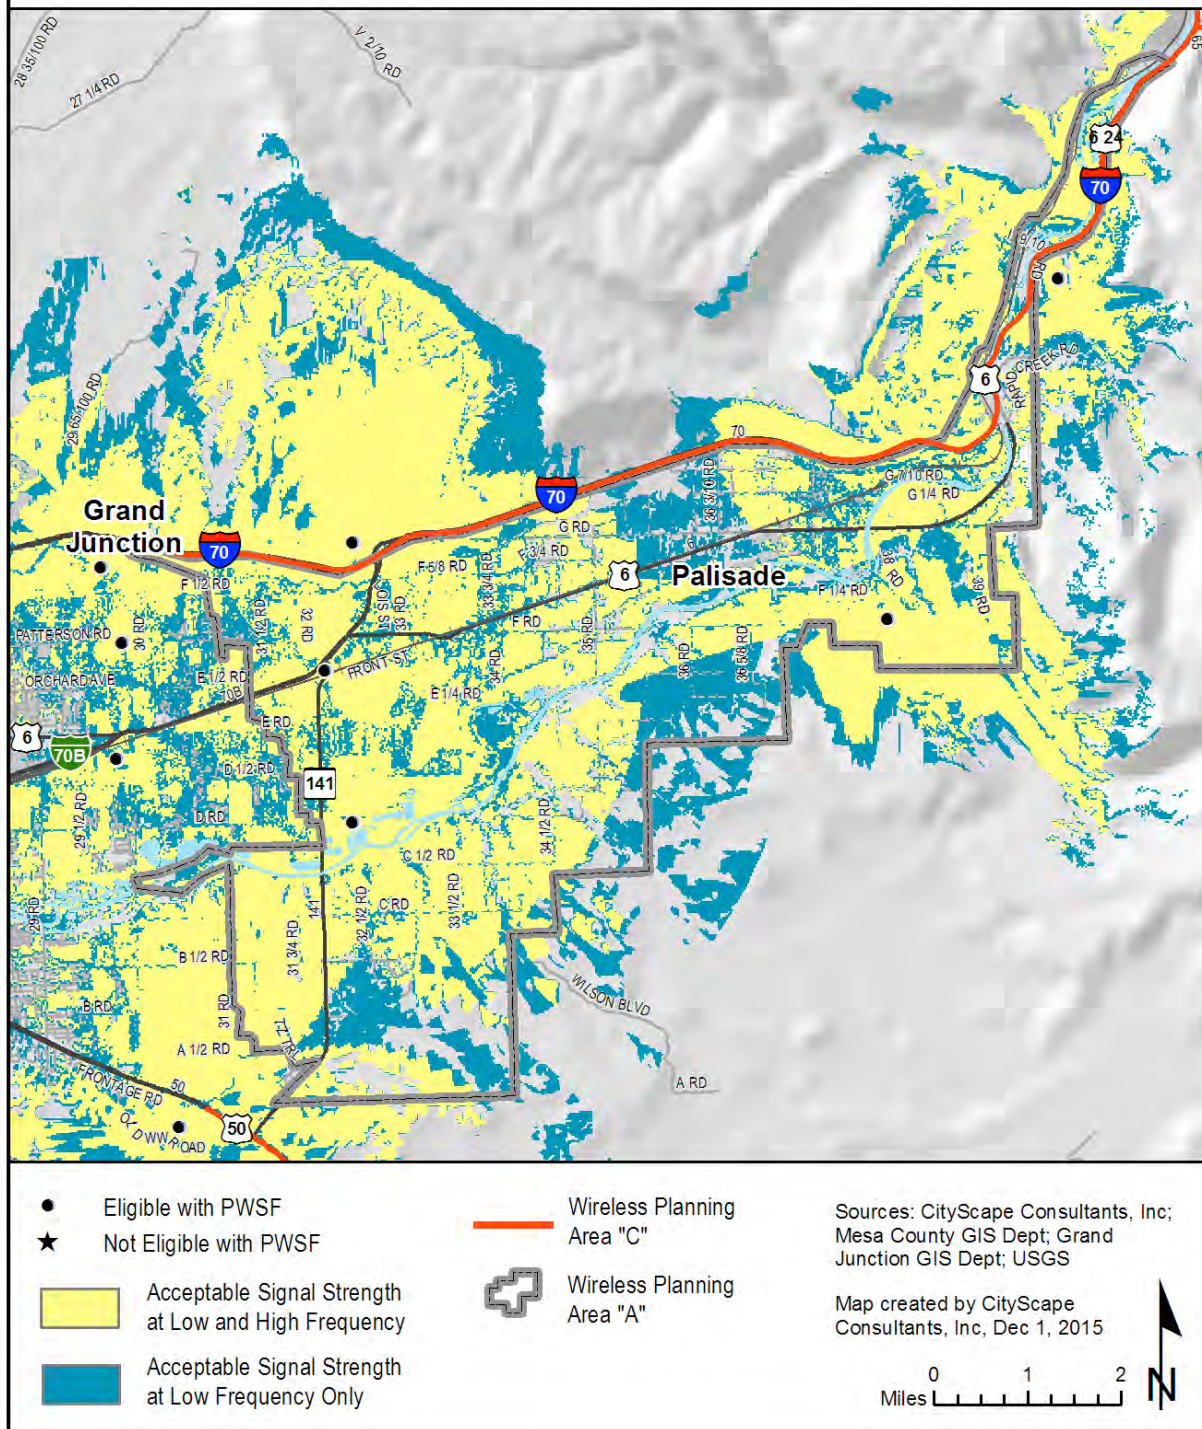 28 35/100 RD
27 1/4 RD
V 2/10 RD
65
6 24
70
I 9/10 RD
29 65/100 RD
6
RAPID CREEK RD
70
70
36 3/10 RD
G 7/10 RD
G 1/4 RD
Grand
Junction
70
G RD
F 3/4 RD
6
F 5/8 RD
33 3/4 RD
6
Palisade
38 RD
F 1/2 RD
F 1/4 RD
39 RD
31 1/2 RD
32 RD
LOIS ST
33 RD
F RD
35 RD
PATTERSON RD
30 RD
FRONT ST
34 RD
36 RD
36 5/8 RD
ORCHARD AVE
E 1/2 RD
70B
E 1/4 RD
E RD
6
70B
D 1/2 RD
141
29 1/2 RD
D RD
34 1/2 RD
C 1/2 RD
29 RD
141
32 1/2 RD
C RD
33 1/2 RD
31 3/4 RD
B 1/2 RD
WILSON BLVD
B RD
31 RD
A 1/2 RD
A RD
FRONTAGE RD
50
50
Eligible with PWSF
Not Eligible with PWSF
Acceptable Signal Strength
at Low and High Frequency
Acceptable Signal Strength
at Low Frequency Only
Wireless Planning
Area "C"
Wireless Planning
Area "A"
Sources: CityScape Consultants, Inc;
Mesa County GIS Dept; Grand
Junction GIS Dept; USGS
Map created by CityScape
Consultants, Inc, Dec 1, 2015
0 1 2
Miles
N